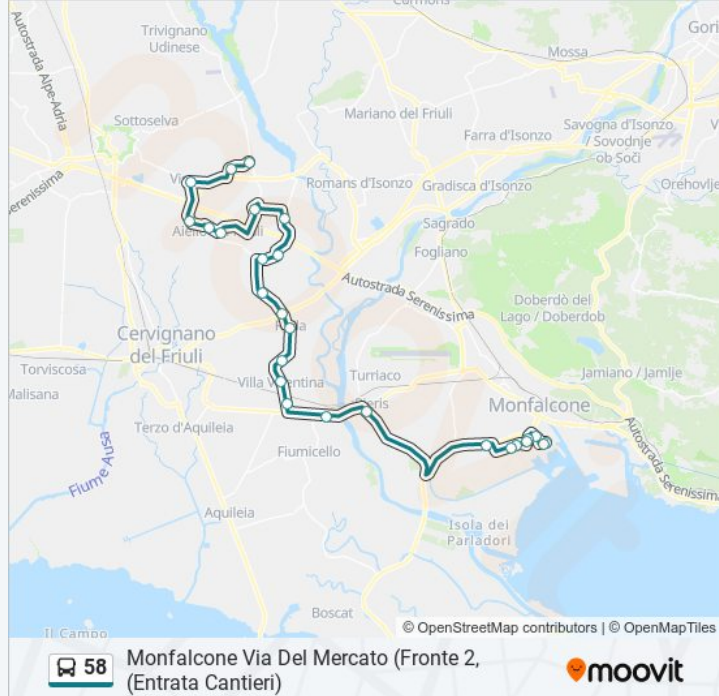 Carmons
Trivignano
Udinese
Gori
Mossa
Autostrada Alpe-Adria
Sottoselva
Mariano del Friuli
Farra d'Isonzo
Savogna d'Isonzo
/ Sovodnje
ob Soči
Romans d'Isonzo
Gradisca d'Isonzo
Orehovlje
Serenissima
Sagrado
Fogliano
Autostrada Serenissima
Doberdò del
Lago / Doberdob
Cervignano
del Friuli
Torviscosa
Malisana
Villa Vicentina
Turriaco
Pieris
Jamiano / Jamlje
Monfalcone
Terzo d'Aquileia
Fiumicello
Fiume Ausa
Autostrada Serenissima
Aquileia
Isola dei
Palladori
Boscat
Il Campo
© OpenStreetMap contributors | © OpenMapTiles
58
Monfalcone Via Del Mercato (Fronte 2,
(Entrata Cantieri)
moovit